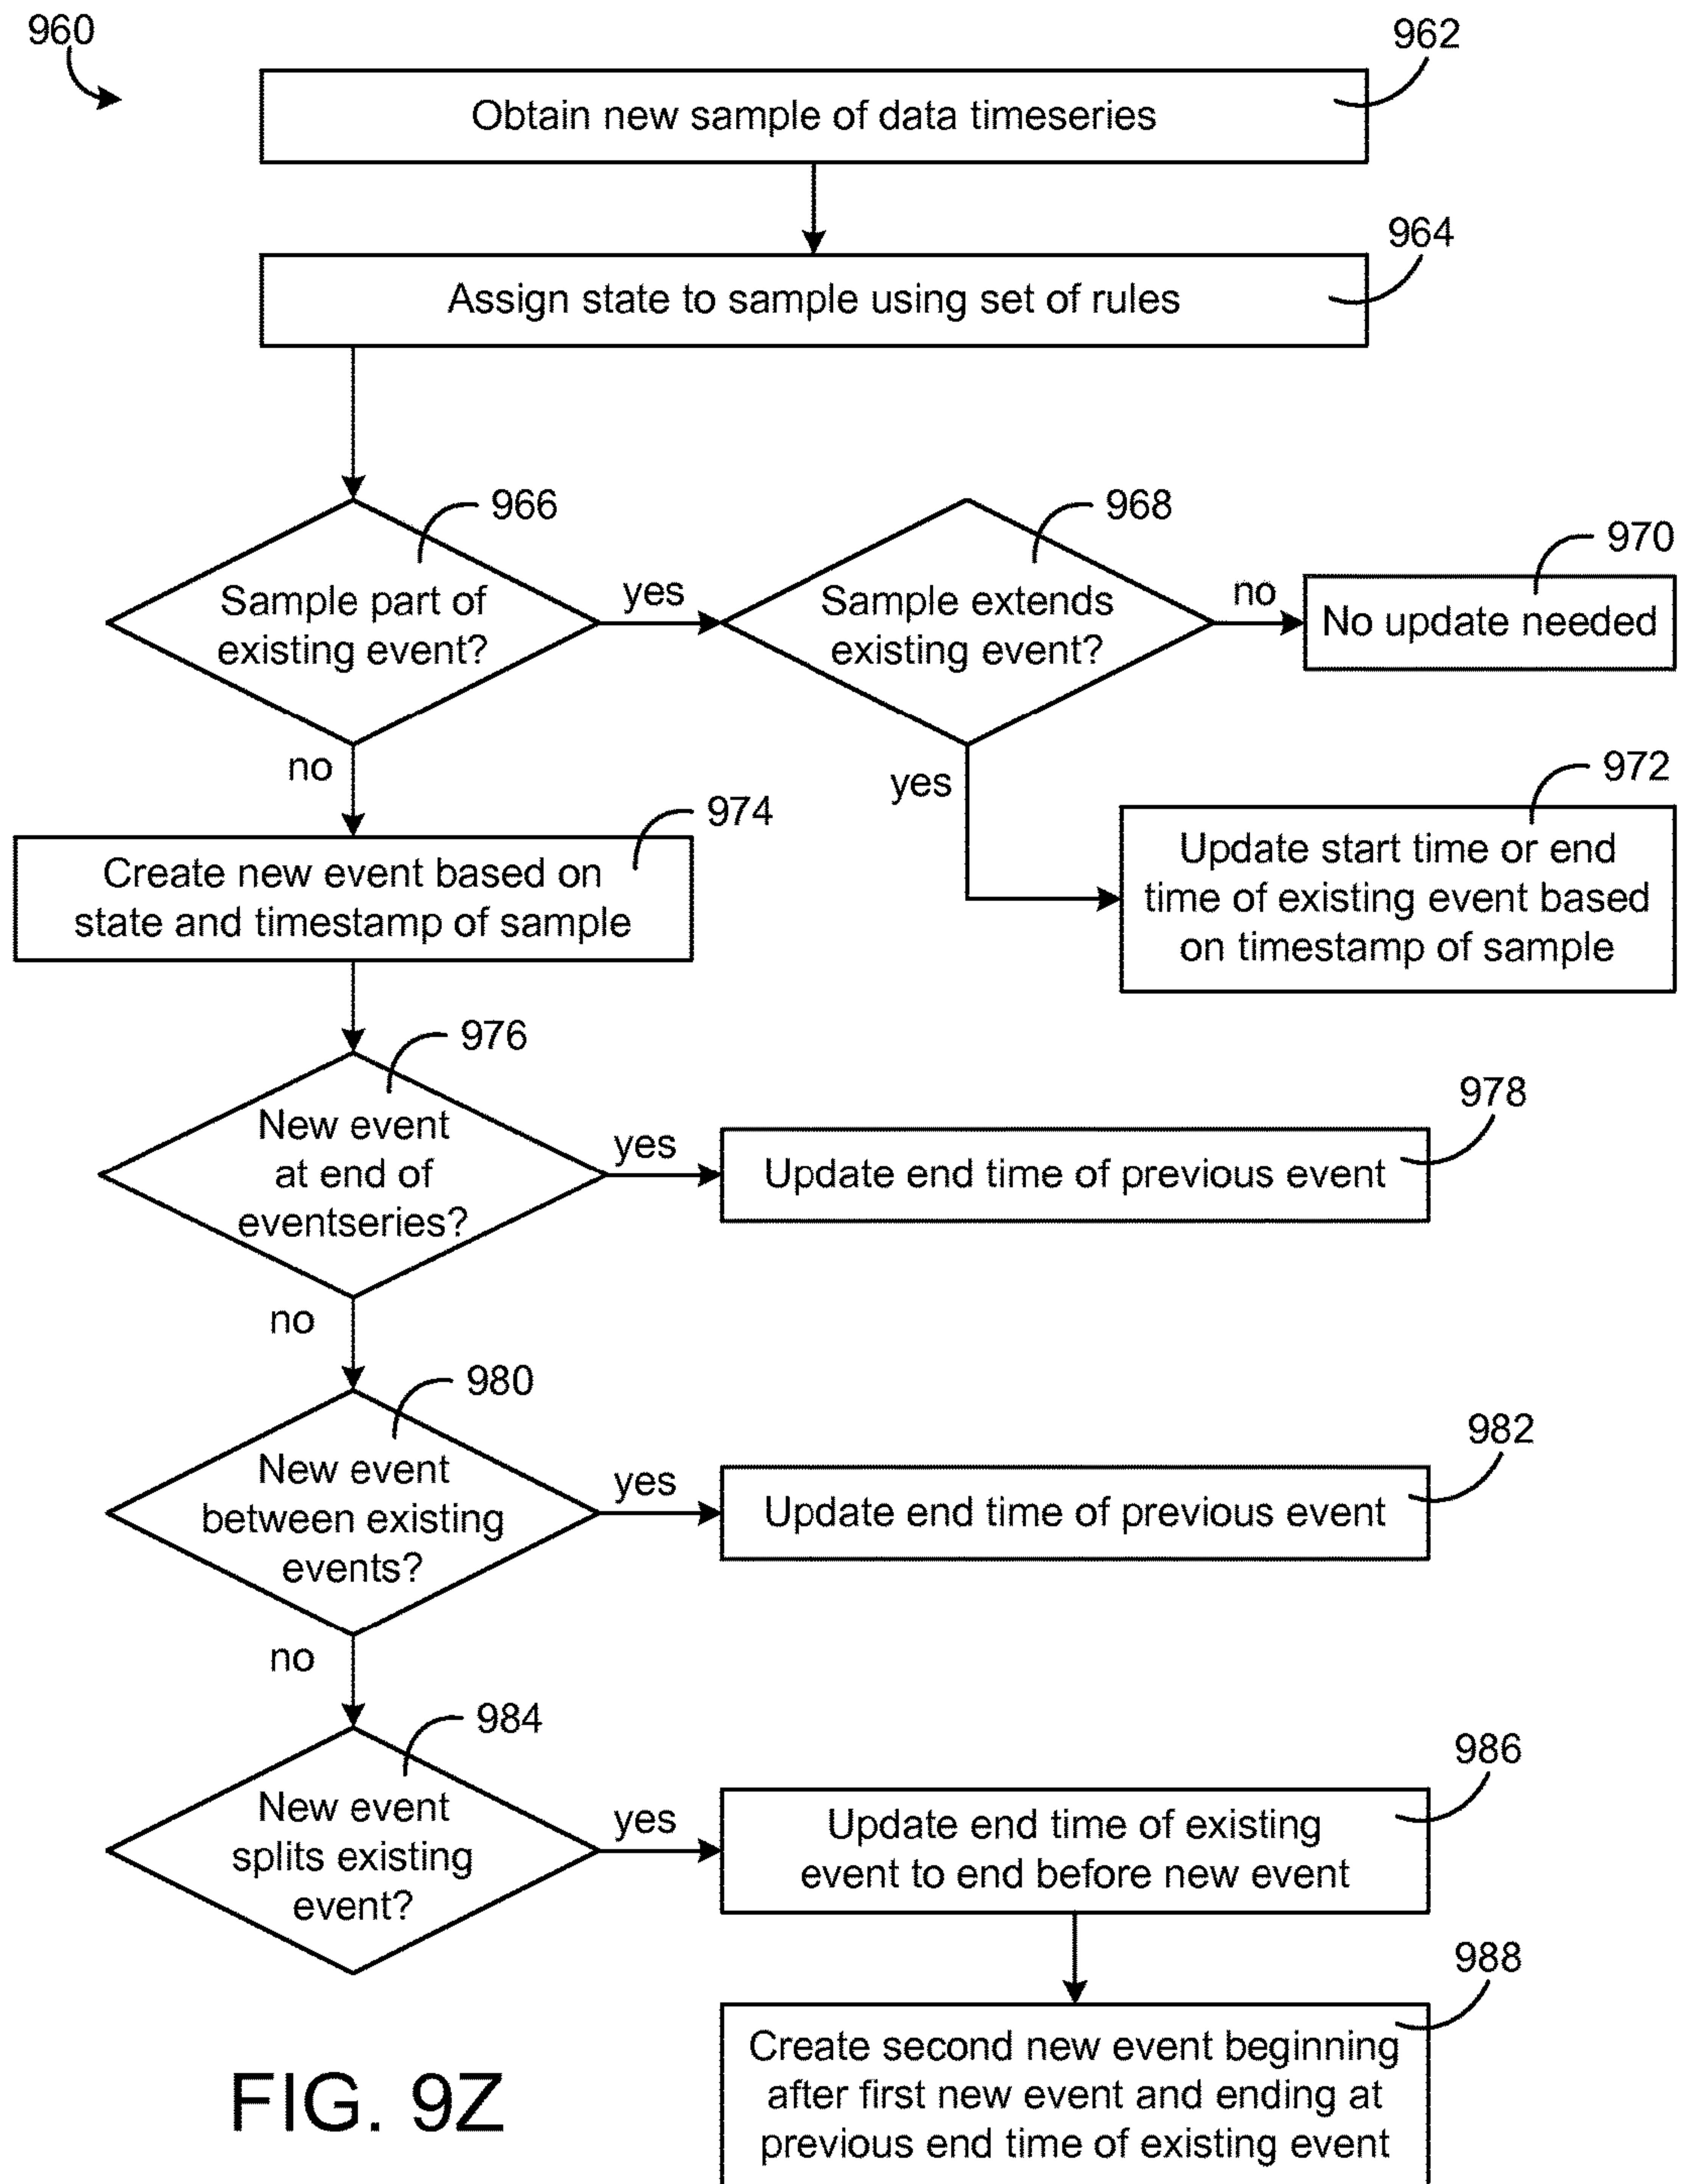 960
962
Obtain new sample of data timeseries
964
Assign state to sample using set of rules
966
Sample part of
existing event?
yes
968
Sample extends
existing event?
no
970
No update needed
no
yes
972
Update start time or end
time of existing event based
on timestamp of sample
974
Create new event based on
state and timestamp of sample
976
New event
at end of
eventseries?
yes
978
Update end time of previous event
no
980
New event
between existing
events?
yes
982
Update end time of previous event
no
984
New event
splits existing
event?
yes
986
Update end time of existing
event to end before new event
988
Create second new event beginning
after first new event and ending at
previous end time of existing event
FIG. 9Z